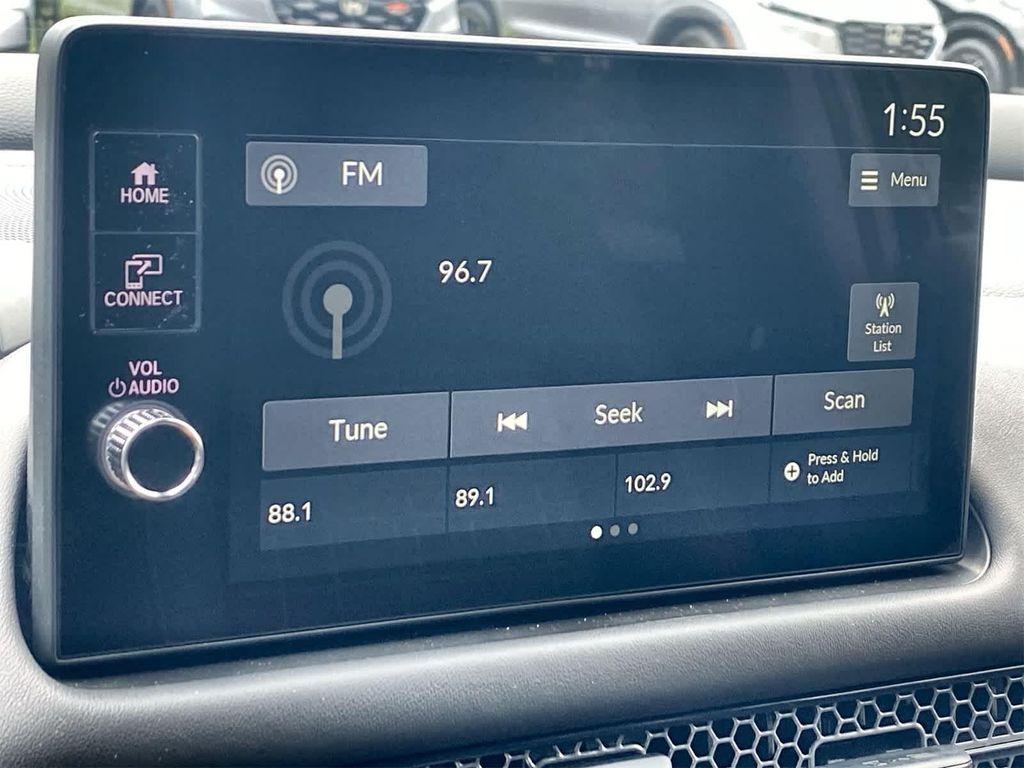 1:55
HOME
FM
Menu
CONNECT
96.7
Station
List
VOL
AUDIO
Tune
Seek
Scan
88.1
89.1
102.9
Press & Hold
to Add